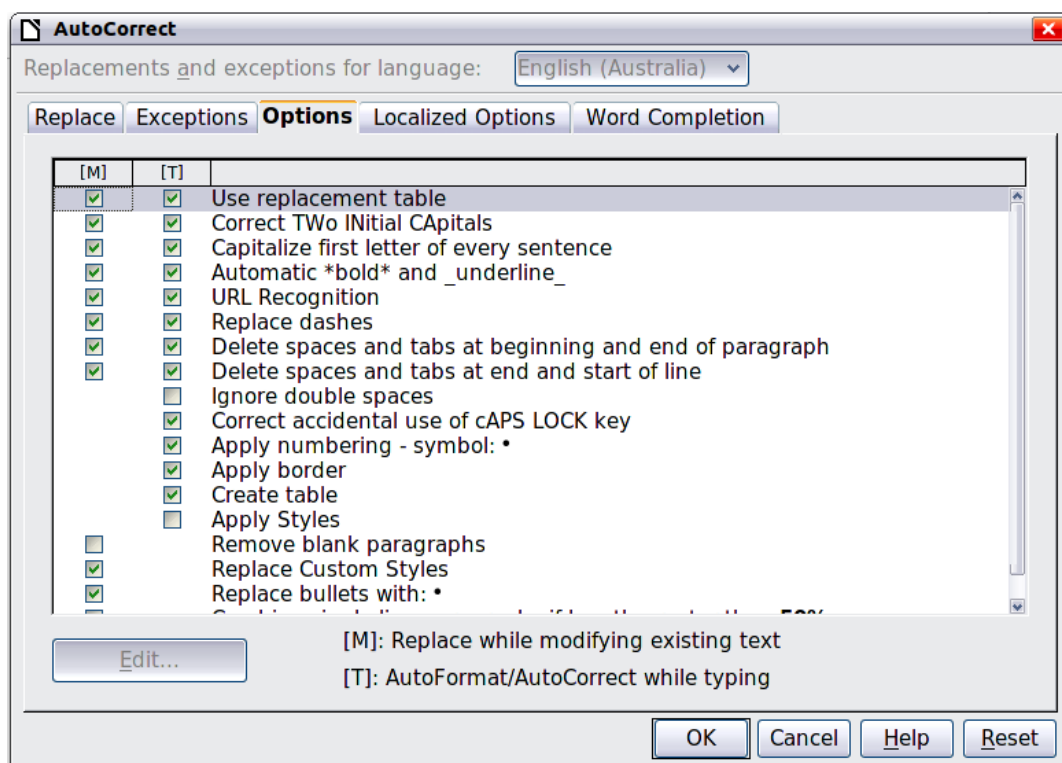 AutoCorrect
Replacements and exceptions for language: English (Australia)
Replace Exceptions Options Localized Options Word Completion
[M] [T]
Use replacement table
Correct TWo INitial CApitals
Capitalize first letter of every sentence
Automatic *bold* and _underline_
URL Recognition
Replace dashes
Delete spaces and tabs at beginning and end of paragraph
Delete spaces and tabs at end and start of line
Ignore double spaces
Correct accidental use of cAPS LOCK key
Apply numbering - symbol: •
Apply border
Create table
Apply Styles
Remove blank paragraphs
Replace Custom Styles
Replace bullets with: •
Edit...
[M]: Replace while modifying existing text
[T]: AutoFormat/AutoCorrect while typing
OK Cancel Help Reset